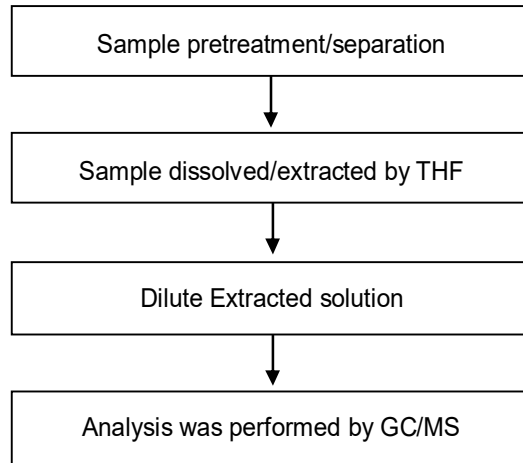 Sample pretreatment/separation
Sample dissolved/extracted by THF
Dilute Extracted solution
Analysis was performed by GC/MS